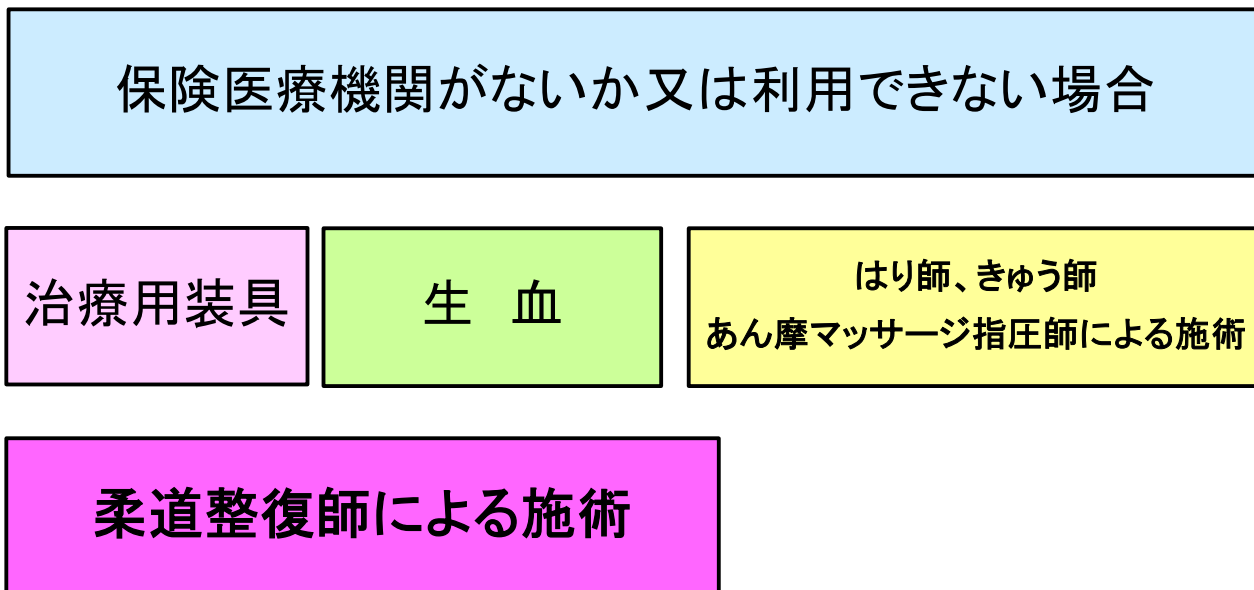 保険医療機関がないか又は利用できない場合
治療用装具
生　血
はり師、きゅう師
あん摩マッサージ指圧師による施術
柔道整復師による施術